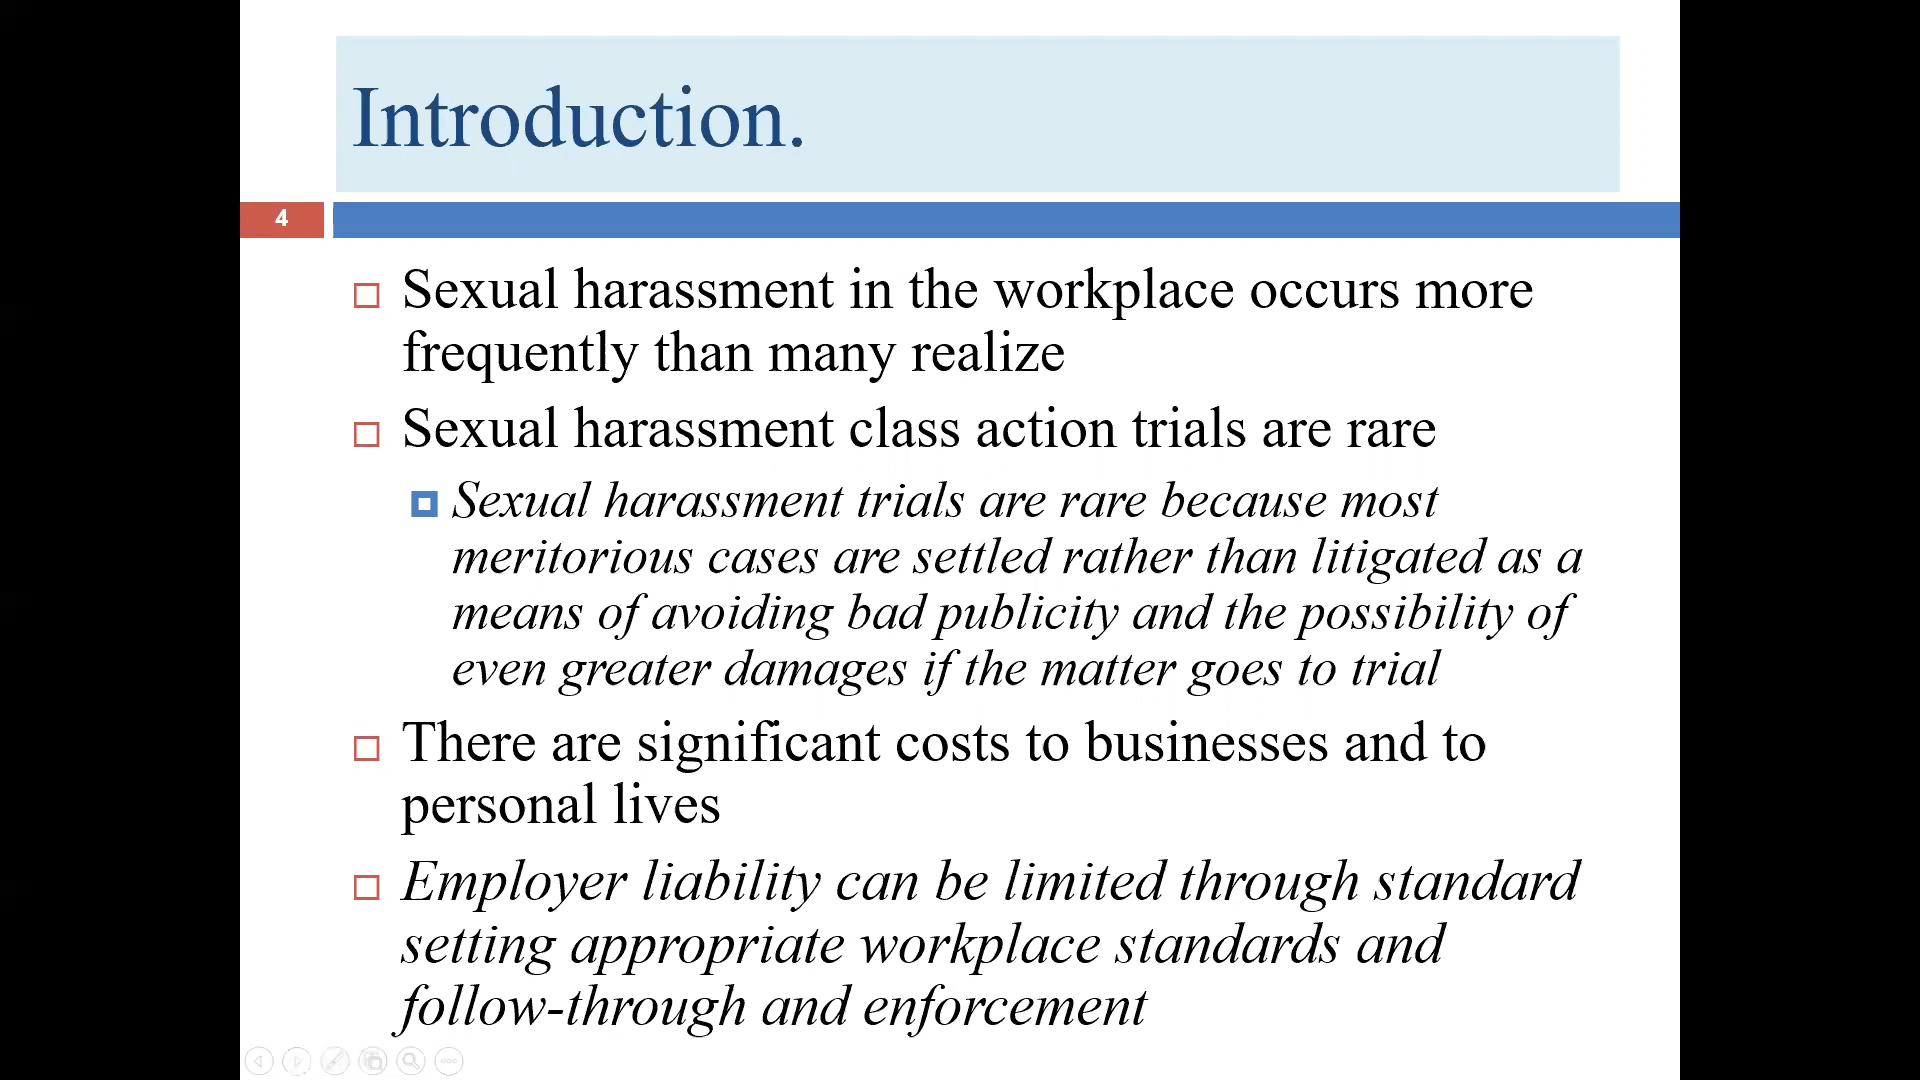 Introduction.
4
Sexual harassment in the workplace occurs more
frequently than many realize
Sexual harassment class action trials are rare
Sexual harassment trials are rare because most
meritorious cases are settled rather than litigated as a
means of avoiding bad publicity and the possibility of
even greater damages if the matter goes to trial
There are significant costs to businesses and to
personal lives
Employer liability can be limited through standard
setting appropriate workplace standards and
follow-through and enforcement